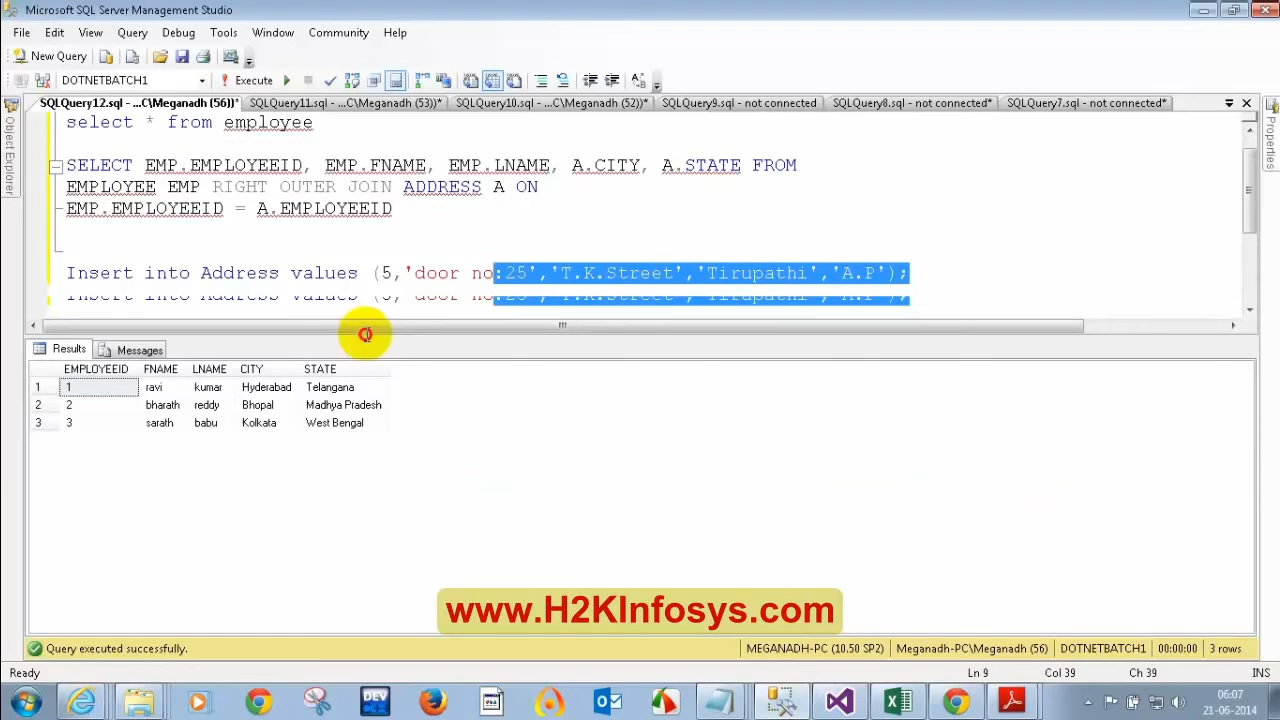 Microsoft SQL Server Management Studio
File Edit View Query Debug Tools Window Community Help
New Query
DOTNETBATCH1 Execute
SQLQuery12.sql - ...C\Meganadh (56))* SQLQuery11.sql - ...C\Meganadh (53))* SQLQuery10.sql - ...C\Meganadh (52))* SQLQuery9.sql - not connected SQLQuery8.sql - not connected* SQLQuery7.sql - not connected*
Object Explorer
Properties
select * from employee
SELECT EMP.EMPLOYEEID, EMP.FNAME, EMP.LNAME, A.CITY, A.STATE FROM
EMPLOYEE EMP RIGHT OUTER JOIN ADDRESS A ON
EMP.EMPLOYEEID = A.EMPLOYEEID
Insert into Address values (5,'door no:25','T.K.Street','Tirupathi','A.P');
Results Messages
EMPLOYEEID FNAME LNAME CITY STATE
1 1 ravi kumar Hyderabad Telangana
2 2 bharath reddy Bhopal Madhya Pradesh
3 3 sarath babu Kolkata West Bengal
www.H2KInfosys.com
Query executed successfully. MEGANADH-PC (10.50 SP2) Meganadh-PC\Meganadh (56) DOTNETBATCH1 00:00:00 3 rows
Ready Ln 9 Col 39 Ch 39 INS
DEV
06:07
21-06-2014